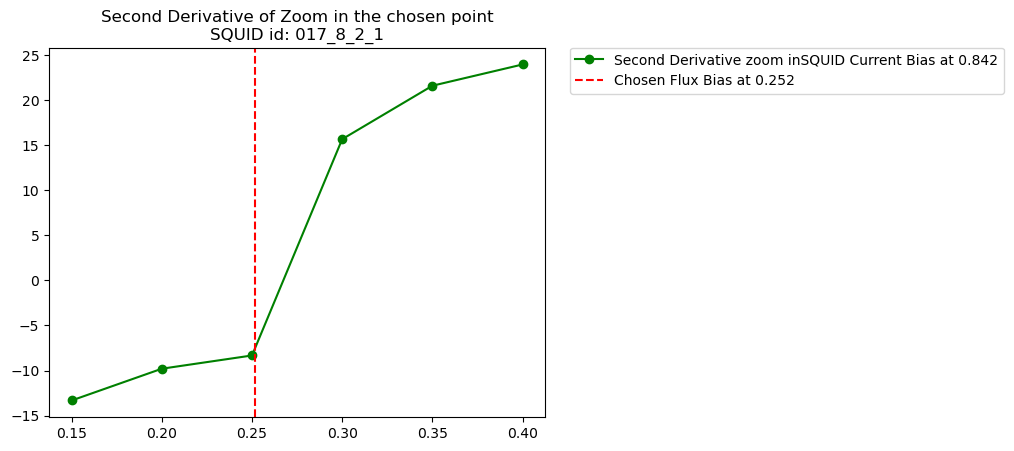 Second Derivative of Zoom in the chosen point
SQUID id: 017_8_2_1
Second Derivative zoom inSQUID Current Bias at 0.842
Chosen Flux Bias at 0.252
25
20
15
10
5
0
−5
−10
−15
0.15 0.20 0.25 0.30 0.35 0.40